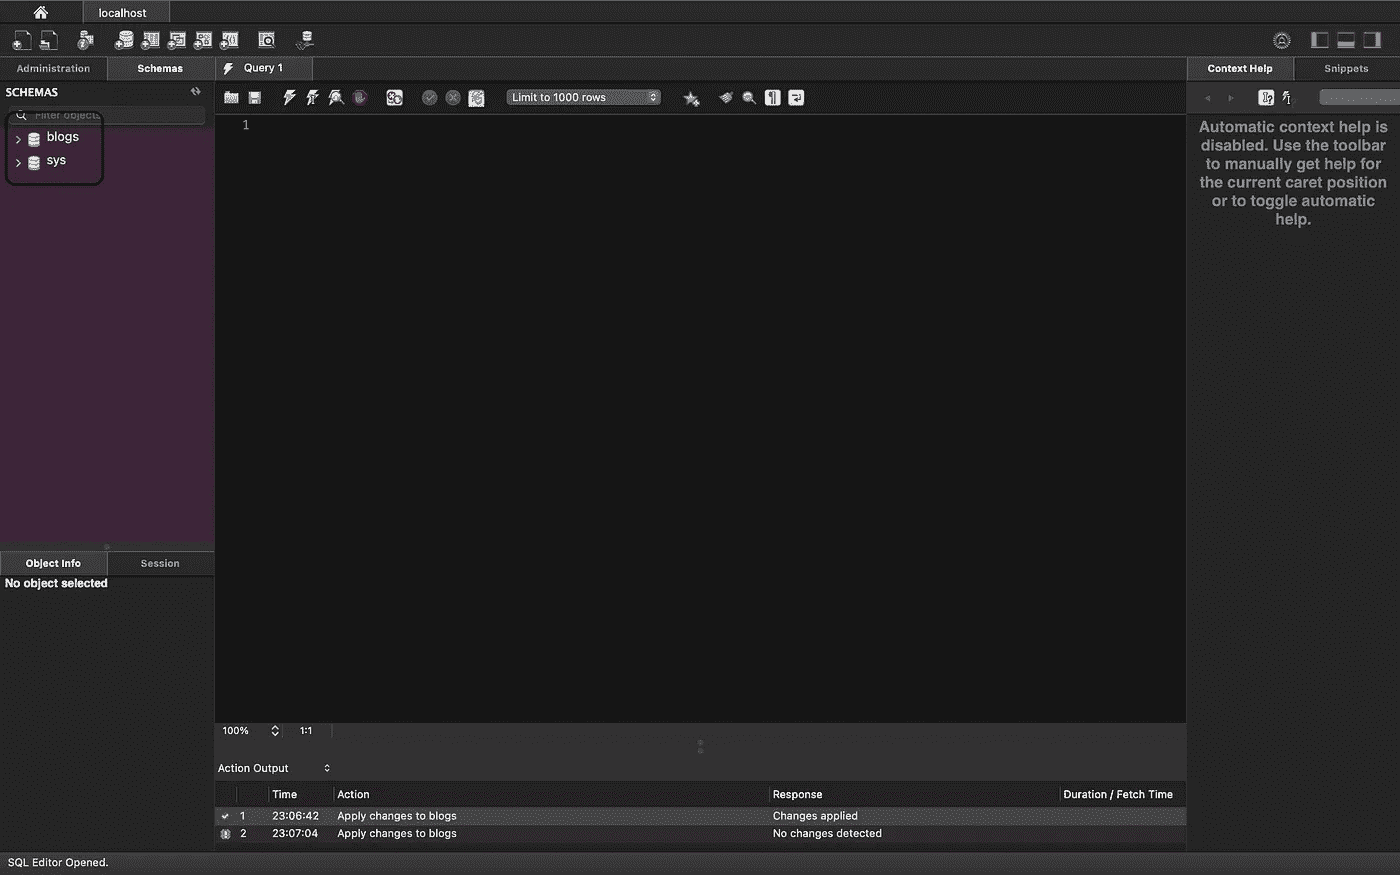 localhost
Administration
Schemas
Query 1
Context Help
Snippets
SCHEMAS
Filter objects
Limit to 1000 rows
blogs
sys
1
Automatic context help is
disabled. Use the toolbar
to manually get help for
the current caret position
or to toggle automatic
help.
Object Info
Session
No object selected
100%
1:1
Action Output
Time Action Response Duration / Fetch Time
1 23:06:42 Apply changes to blogs Changes applied
2 23:07:04 Apply changes to blogs No changes detected
SQL Editor Opened.